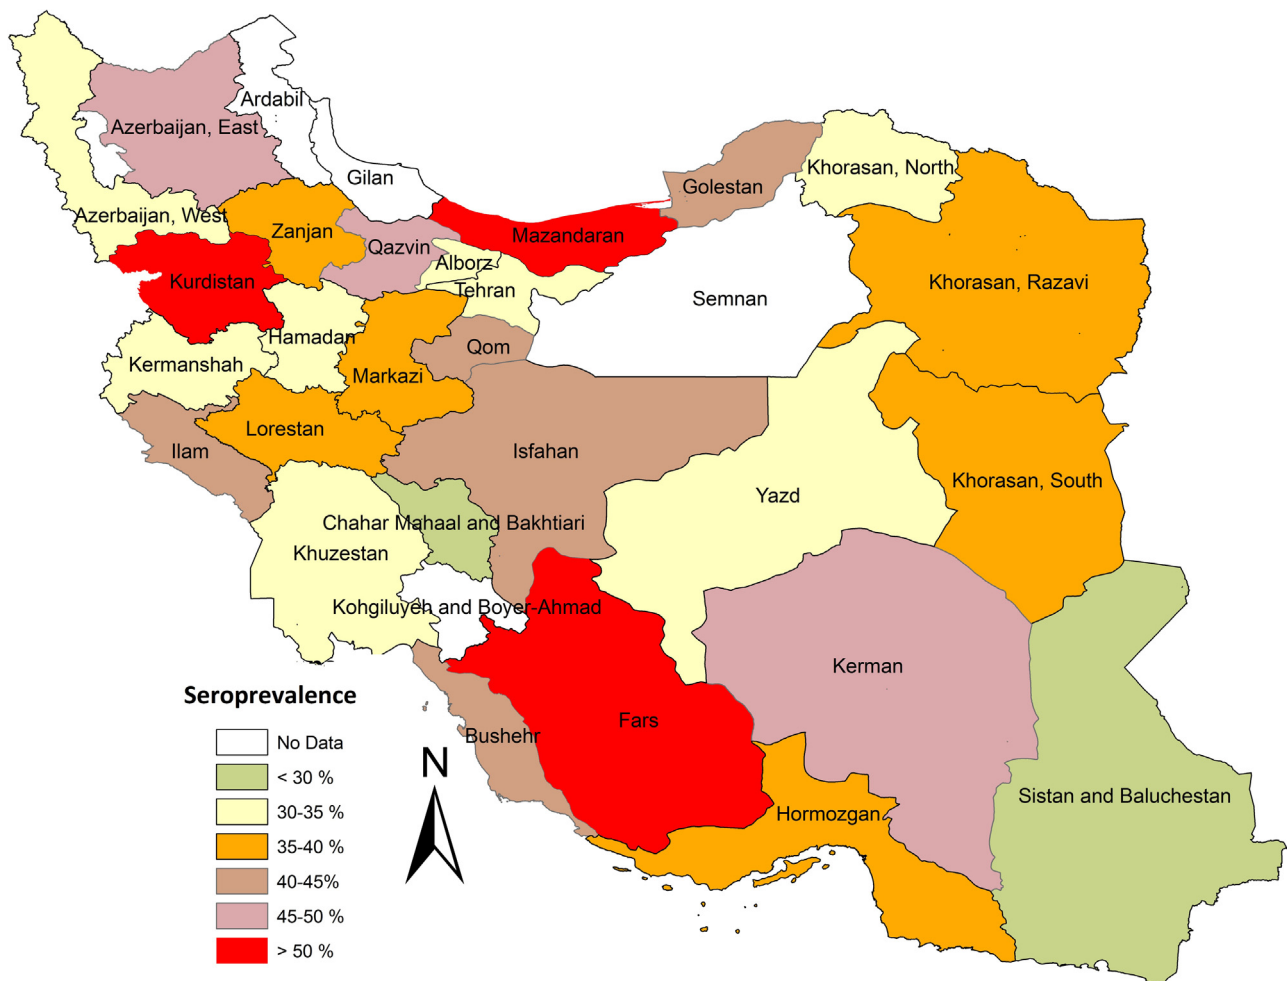 Ardabil
Azerbaijan, East
Gilan
Khorasan, North
Golestan
Azerbaijan, West
Zanjan
Qazvin
Mazandaran
Alborz
Kurdistan
Tehran
Semnan
Khorasan, Razavi
Hamadan
Qom
Kermanshah
Markazi
Lorestan
Ilam
Isfahan
Khorasan, South
Yazd
Chahar Mahaal and Bakhtiari
Khuzestan
Kohgiluyeh and Boyer-Ahmad
Kerman
Fars
Bushehr
Sistan and Baluchestan
Hormozgan
Seroprevalence
No Data
< 30 %
30-35 %
35-40 %
40-45%
45-50 %
> 50 %
N